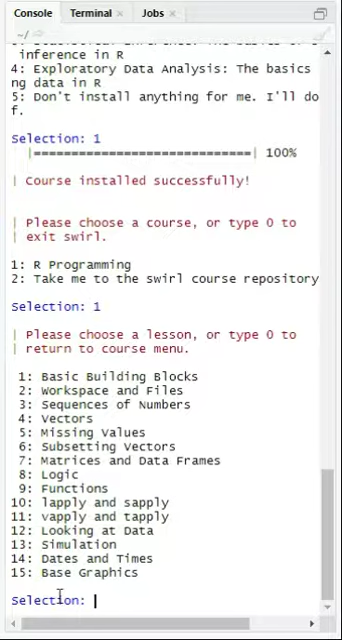 Console Terminal × Jobs ×
~/
inference in R
4: Exploratory Data Analysis: The basics
ng data in R
5: Don't install anything for me. I'll do
f.
Selection: 1
|==============================| 100%
| Course installed successfully!
| Please choose a course, or type 0 to
| exit swirl.
1: R Programming
2: Take me to the swirl course repository
Selection: 1
| Please choose a lesson, or type 0 to
| return to course menu.
1: Basic Building Blocks
2: Workspace and Files
3: Sequences of Numbers
4: Vectors
5: Missing Values
6: Subsetting Vectors
7: Matrices and Data Frames
8: Logic
9: Functions
10: lapply and sapply
11: vapply and tapply
12: Looking at Data
13: Simulation
14: Dates and Times
15: Base Graphics
Selection: